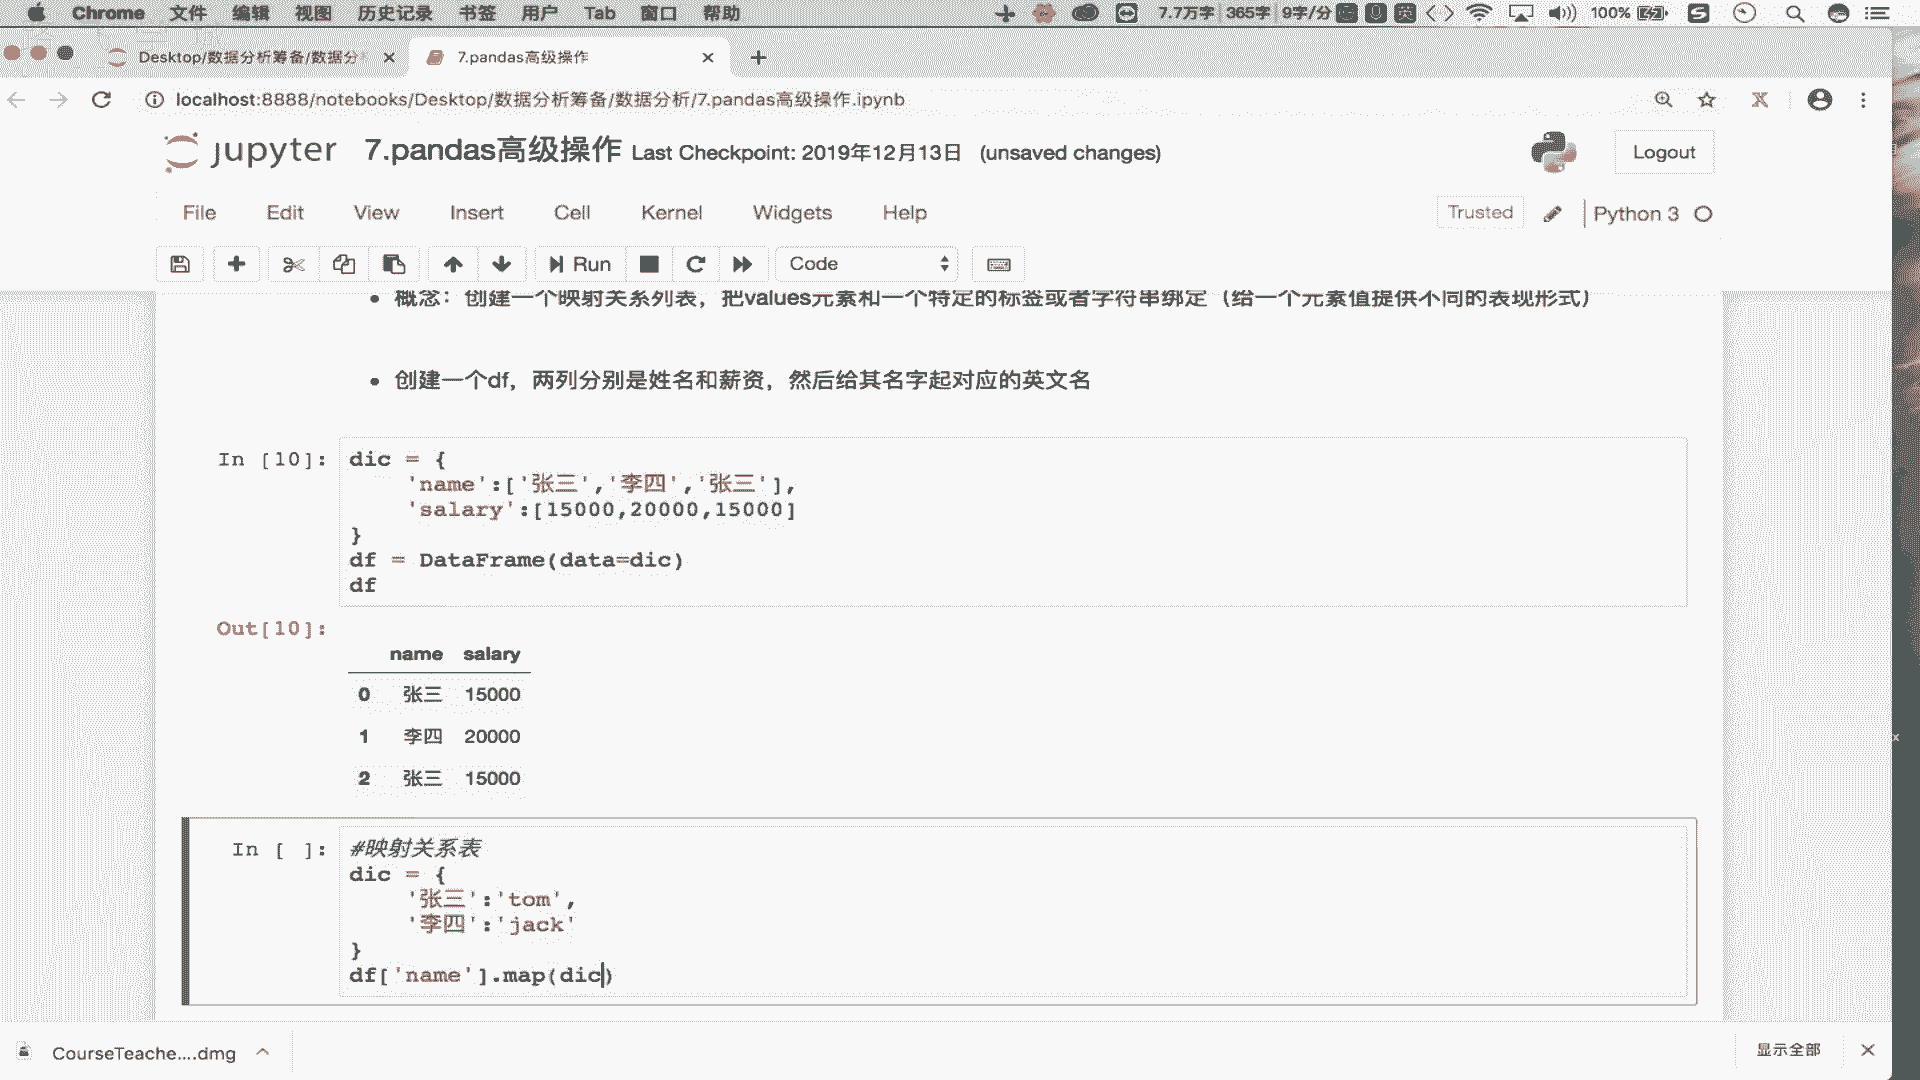 Chrome 文件 编辑 视图 历史记录 书签 用户 Tab 窗口 帮助 7.7万字 365字 9字/分 英 100%
Desktop/数据分析筹备/数据分 7.pandas高级操作
localhost:8888/notebooks/Desktop/数据分析筹备/数据分析/7.pandas高级操作.ipynb
jupyter 7.pandas高级操作 Last Checkpoint: 2019年12月13日 (unsaved changes) Logout
File Edit View Insert Cell Kernel Widgets Help Trusted Python 3
Run Code
概念：创建一个映射关系列表，把values元素和一个特定的标签或者字符串绑定（给一个元素值提供不同的表现形式）
创建一个df，两列分别是姓名和薪资，然后给其名字起对应的英文名
In [10]: dic = {
'name':['张三','李四','张三'],
'salary':[15000,20000,15000]
}
df = DataFrame(data=dic)
df
Out[10]:
name salary
0 张三 15000
1 李四 20000
2 张三 15000
In [ ]: #映射关系表
dic = {
'张三':'tom',
'李四':'jack'
}
df['name'].map(dic)
CourseTeache....dmg 显示全部